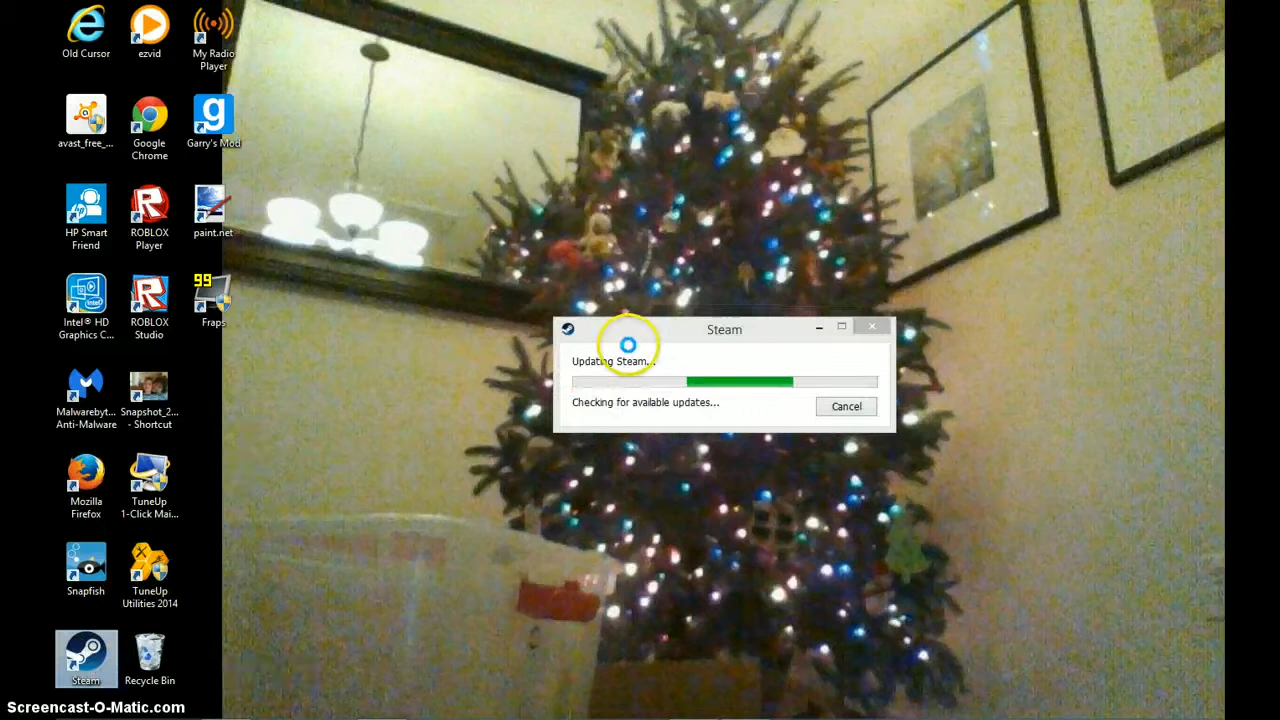 Old Cursor
ezvid
My Radio
Player
avast_free_...
Google
Chrome
g
Garry's Mod
HP Smart
Friend
ROBLOX
Player
paint.net
Intel® HD
Graphics C...
ROBLOX
Studio
99
Fraps
Malwarebyt...
Anti-Malware
Snapshot_2...
- Shortcut
Mozilla
Firefox
TuneUp
1-Click Mai...
Snapfish
TuneUp
Utilities 2014
Steam
Recycle Bin
Steam
Updating Steam...
Checking for available updates...
Cancel
Screencast-O-Matic.com